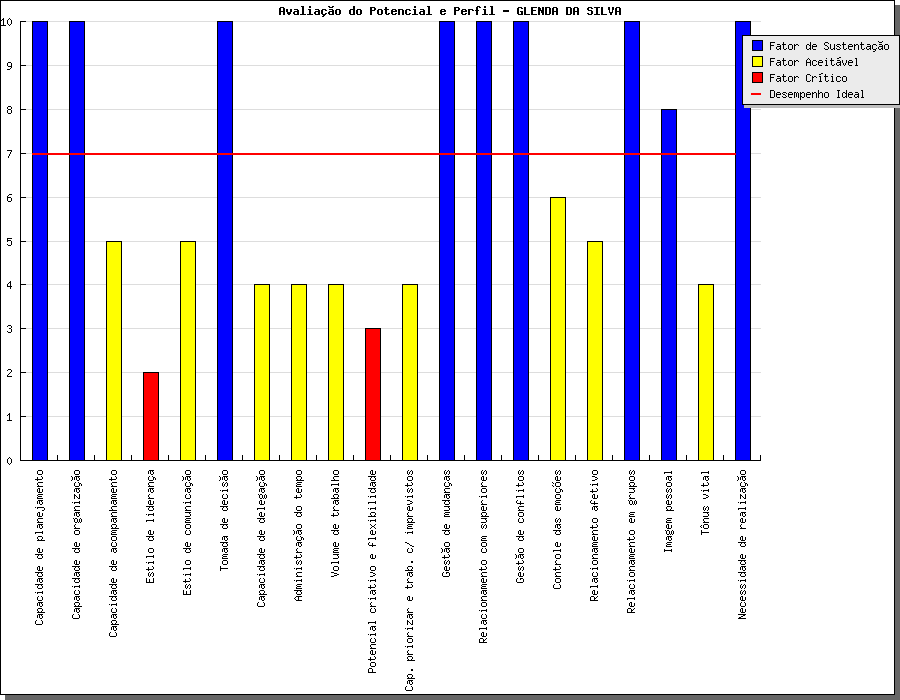 Avaliação do Potencial e Perfil - GLENDA DA SILVA
10
9
8
7
6
5
4
3
2
1
0
Fator de Sustentação
Fator Aceitável
Fator Crítico
Desempenho Ideal
Capacidade de planejamento
Capacidade de organização
Capacidade de acompanhamento
Estilo de liderança
Estilo de comunicação
Tomada de decisão
Capacidade de delegação
Administração do tempo
Volume de trabalho
Potencial criativo e flexibilidade
Cap. priorizar e trab. c/ imprevistos
Gestão de mudanças
Relacionamento com superiores
Gestão de conflitos
Controle das emoções
Relacionamento afetivo
Relacionamento em grupos
Imagem pessoal
Tônus vital
Necessidade de realização